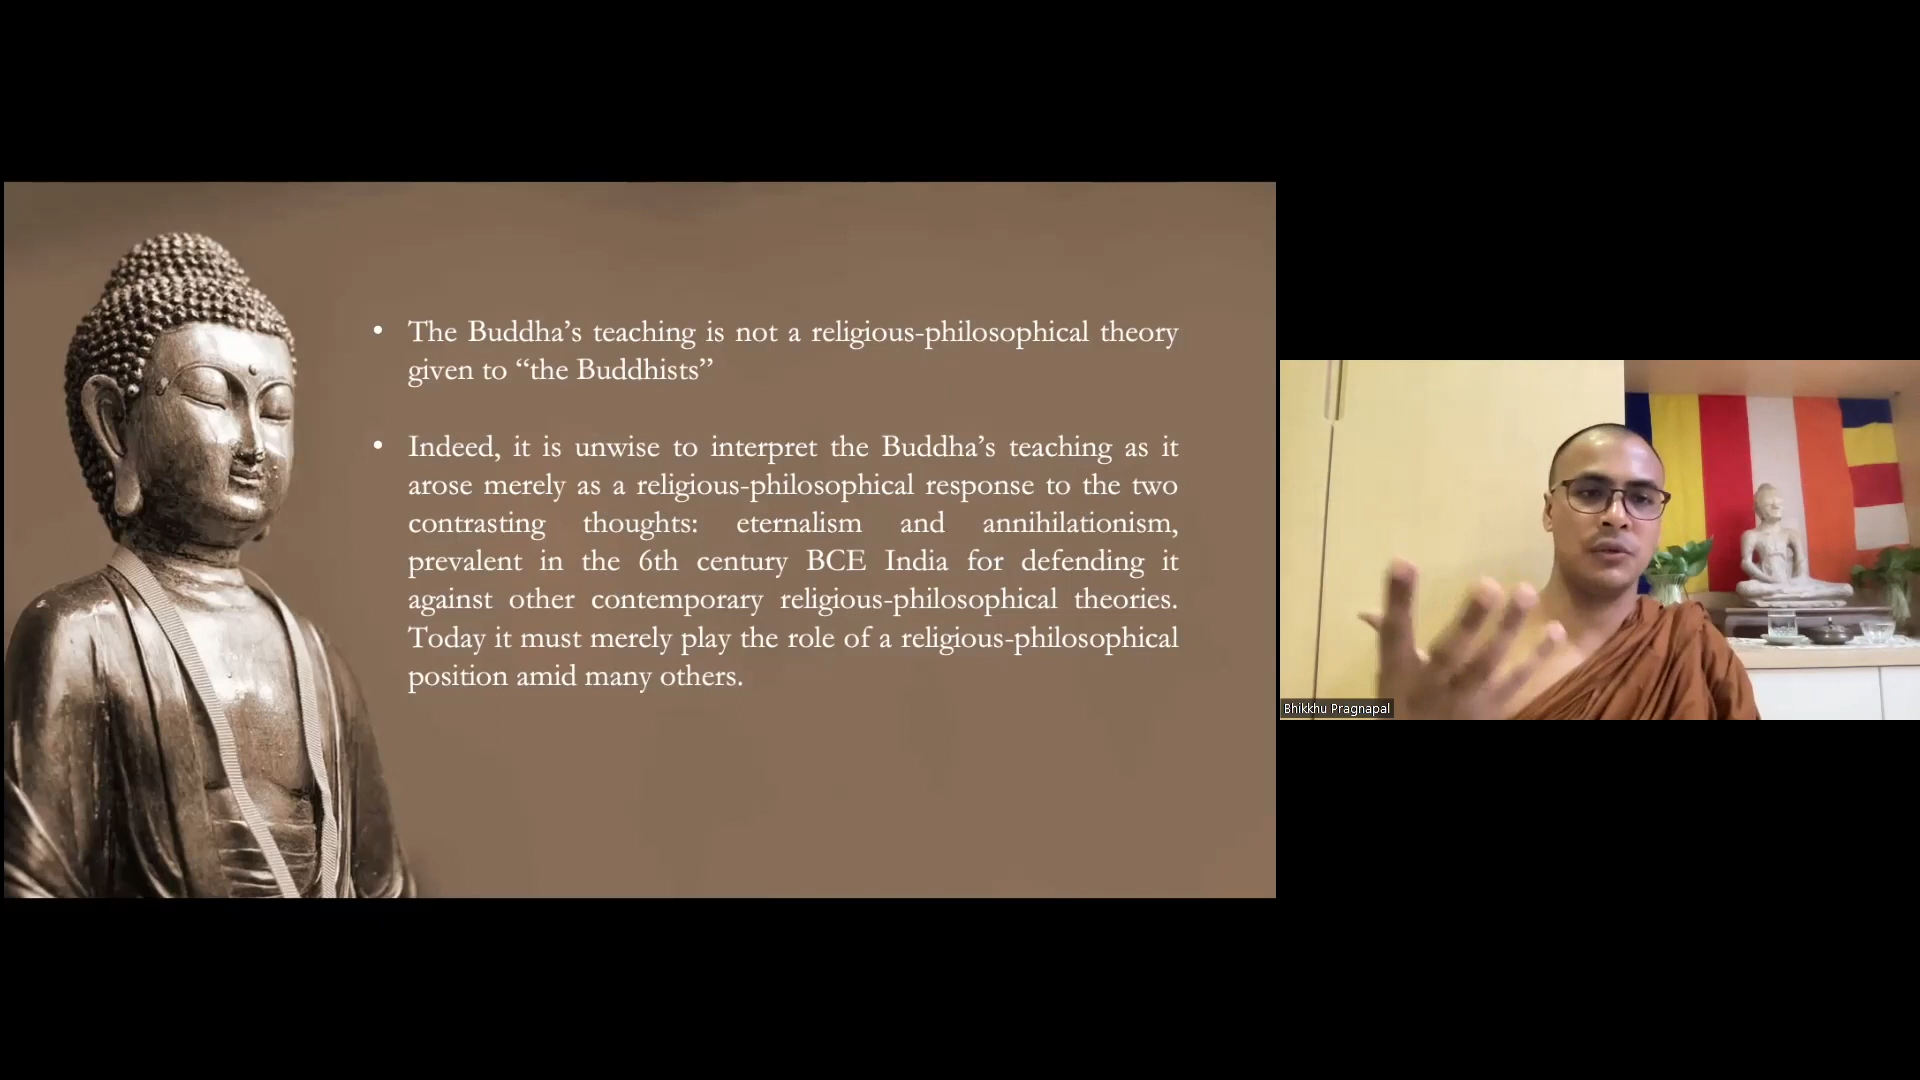 • The Buddha’s teaching is not a religious-philosophical theory
given to “the Buddhists”
• Indeed, it is unwise to interpret the Buddha’s teaching as it
arose merely as a religious-philosophical response to the two
contrasting thoughts: eternalism and annihilationism,
prevalent in the 6th century BCE India for defending it
against other contemporary religious-philosophical theories.
Today it must merely play the role of a religious-philosophical
position amid many others.
Bhikkhu Pragnapal